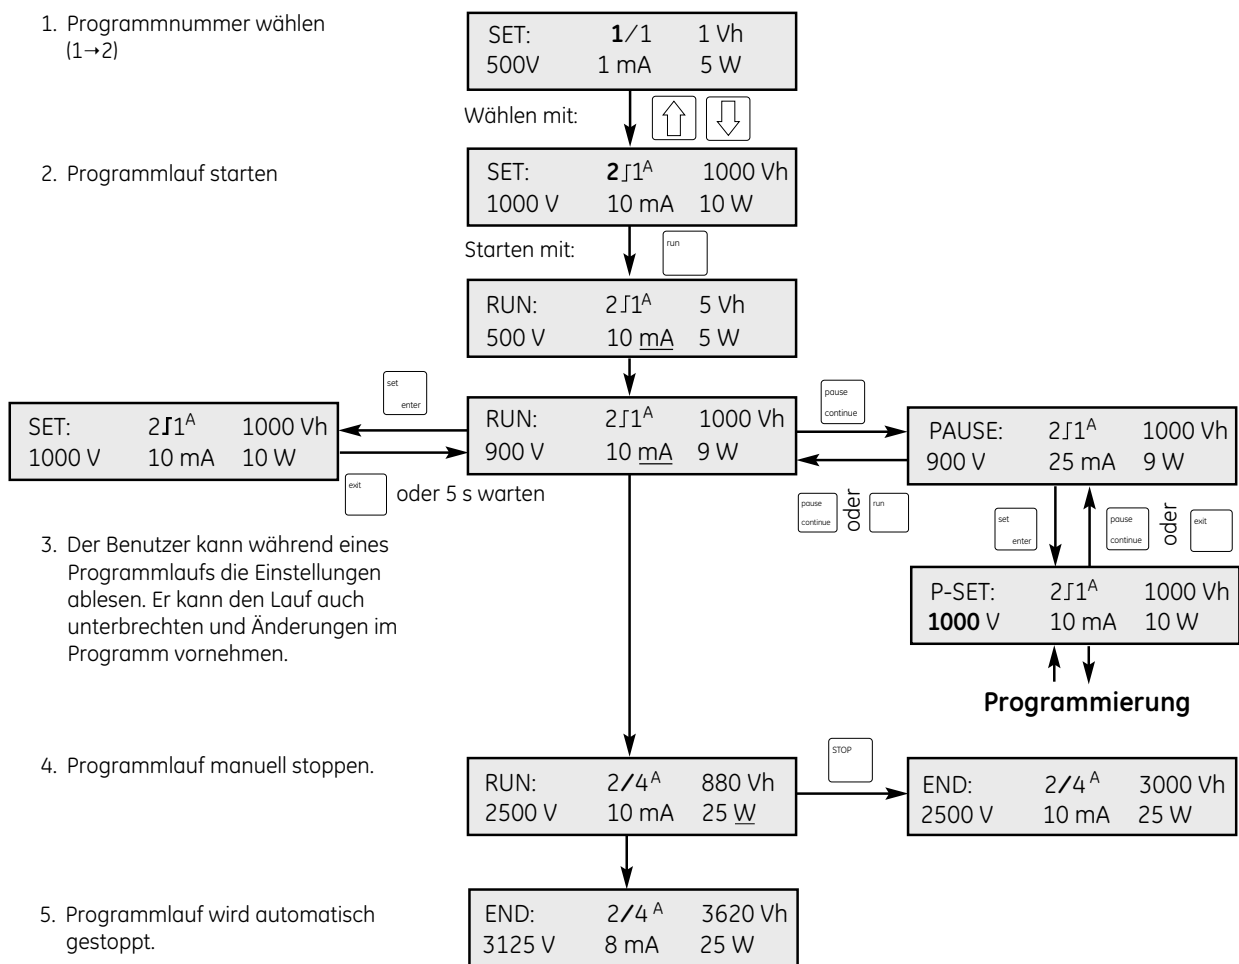 1. Programmnummer wählen
(1→2)
SET: 1/1 1 Vh
500V 1 mA 5 W
Wählen mit:
2. Programmlauf starten
SET: 2⌠1ᴬ 1000 Vh
1000 V 10 mA 10 W
Starten mit:
run
RUN: 2⌠1ᴬ 5 Vh
500 V 10 mA 5 W
set
enter
pause
continue
SET: 2⌠1ᴬ 1000 Vh
1000 V 10 mA 10 W
RUN: 2⌠1ᴬ 1000 Vh
900 V 10 mA 9 W
PAUSE: 2⌠1ᴬ 1000 Vh
900 V 25 mA 9 W
exit
oder 5 s warten
pause
continue
oder
run
set
enter
pause
continue
oder
exit
3. Der Benutzer kann während eines
Programmlaufs die Einstellungen
ablesen. Er kann den Lauf auch
unterbrechten und Änderungen im
Programm vornehmen.
P-SET: 2⌠1ᴬ 1000 Vh
1000 V 10 mA 10 W
Programmierung
4. Programmlauf manuell stoppen.
RUN: 2/4ᴬ 880 Vh
2500 V 10 mA 25 W
STOP
END: 2/4ᴬ 3000 Vh
2500 V 10 mA 25 W
5. Programmlauf wird automatisch
gestoppt.
END: 2/4ᴬ 3620 Vh
3125 V 8 mA 25 W